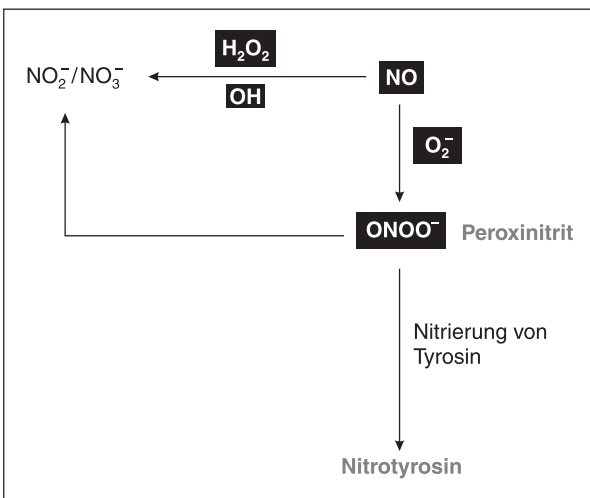 H₂O₂
NO₂⁻/NO₃⁻
NO
OH
O₂⁻
ONOO⁻ Peroxinitrit
Nitrierung von
Tyrosin
Nitrotyrosin